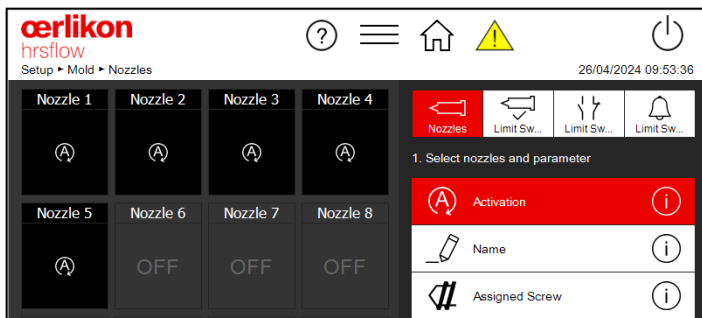 œrlikon
hrsflow
Setup ▸ Mold ▸ Nozzles
26/04/2024 09:53:36
Nozzle 1 Nozzle 2 Nozzle 3 Nozzle 4
Nozzle 5 Nozzle 6 Nozzle 7 Nozzle 8
OFF OFF OFF
Nozzles Limit Sw... Limit Sw... Limit Sw...
1. Select nozzles and parameter
Activation
Name
Assigned Screw